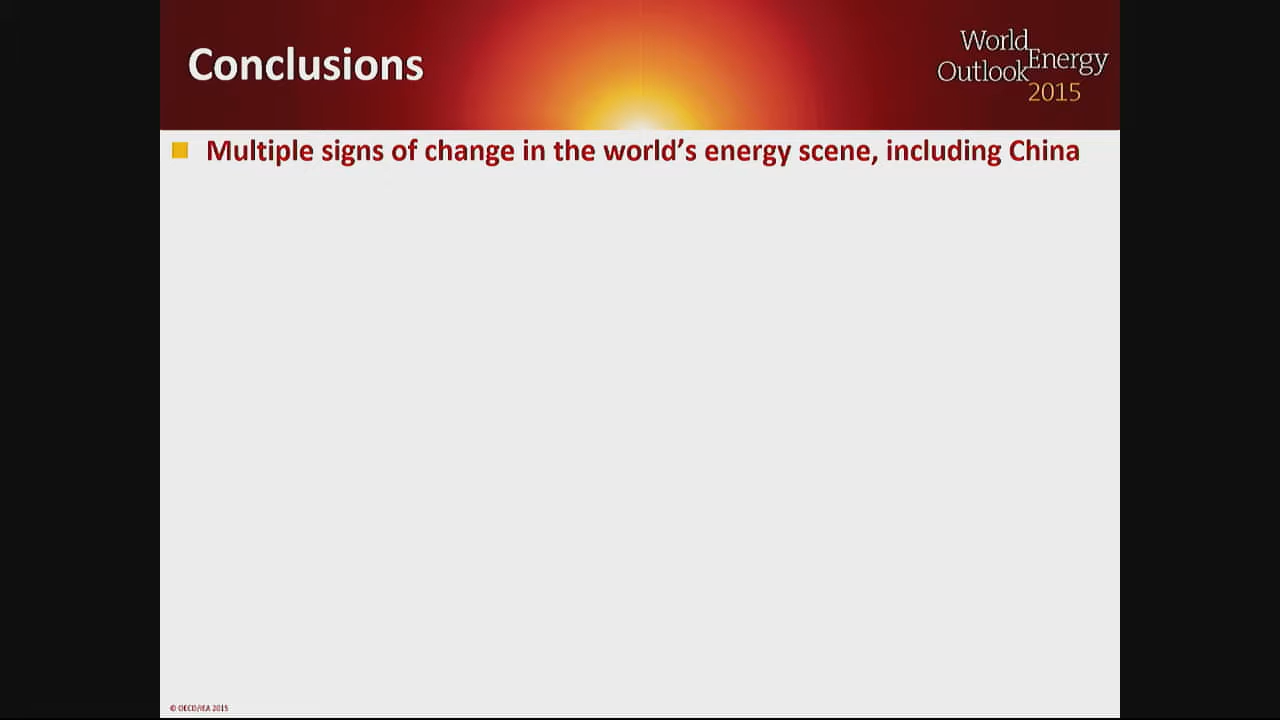 Conclusions
World Energy
Outlook
2015
Multiple signs of change in the world’s energy scene, including China
© OECD/IEA 2015